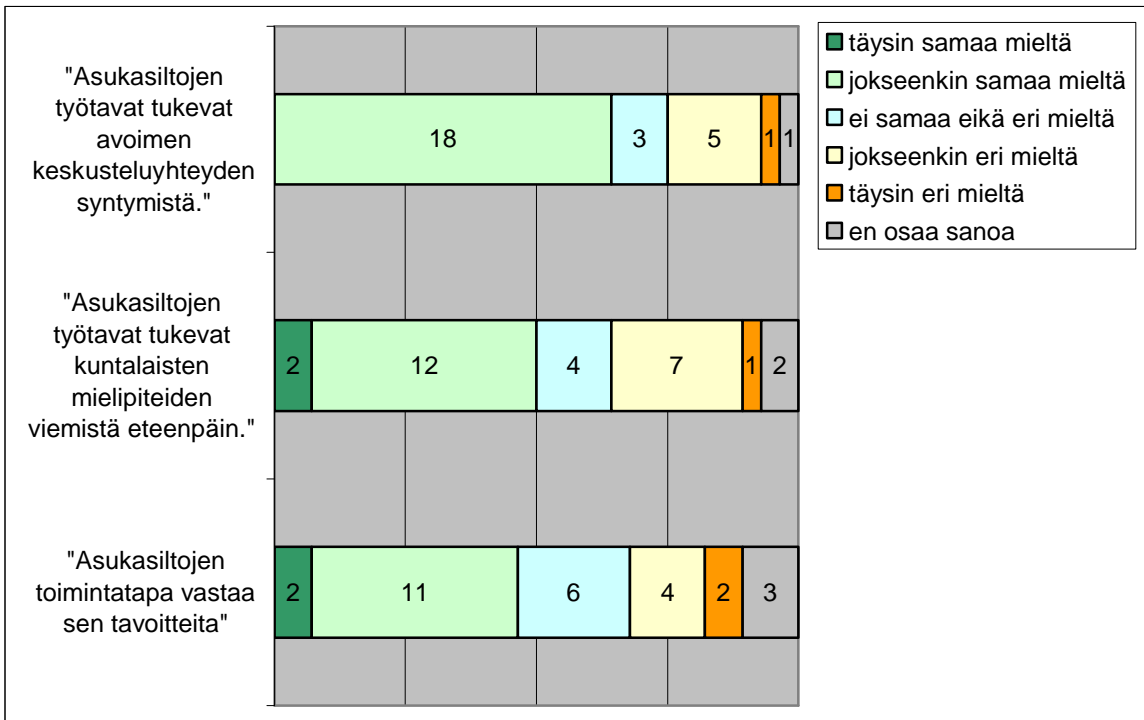 "Asukasiltojen
työtavat tukevat
avoimen
keskusteluyhteyden
syntymistä."
18 3 5 1 1
"Asukasiltojen
työtavat tukevat
kuntalaisten
mielipiteiden
viemistä eteenpäin."
2 12 4 7 1 2
"Asukasiltojen
toimintatapa vastaa
sen tavoitteita"
2 11 6 4 2 3
täysin samaa mieltä
jokseenkin samaa mieltä
ei samaa eikä eri mieltä
jokseenkin eri mieltä
täysin eri mieltä
en osaa sanoa